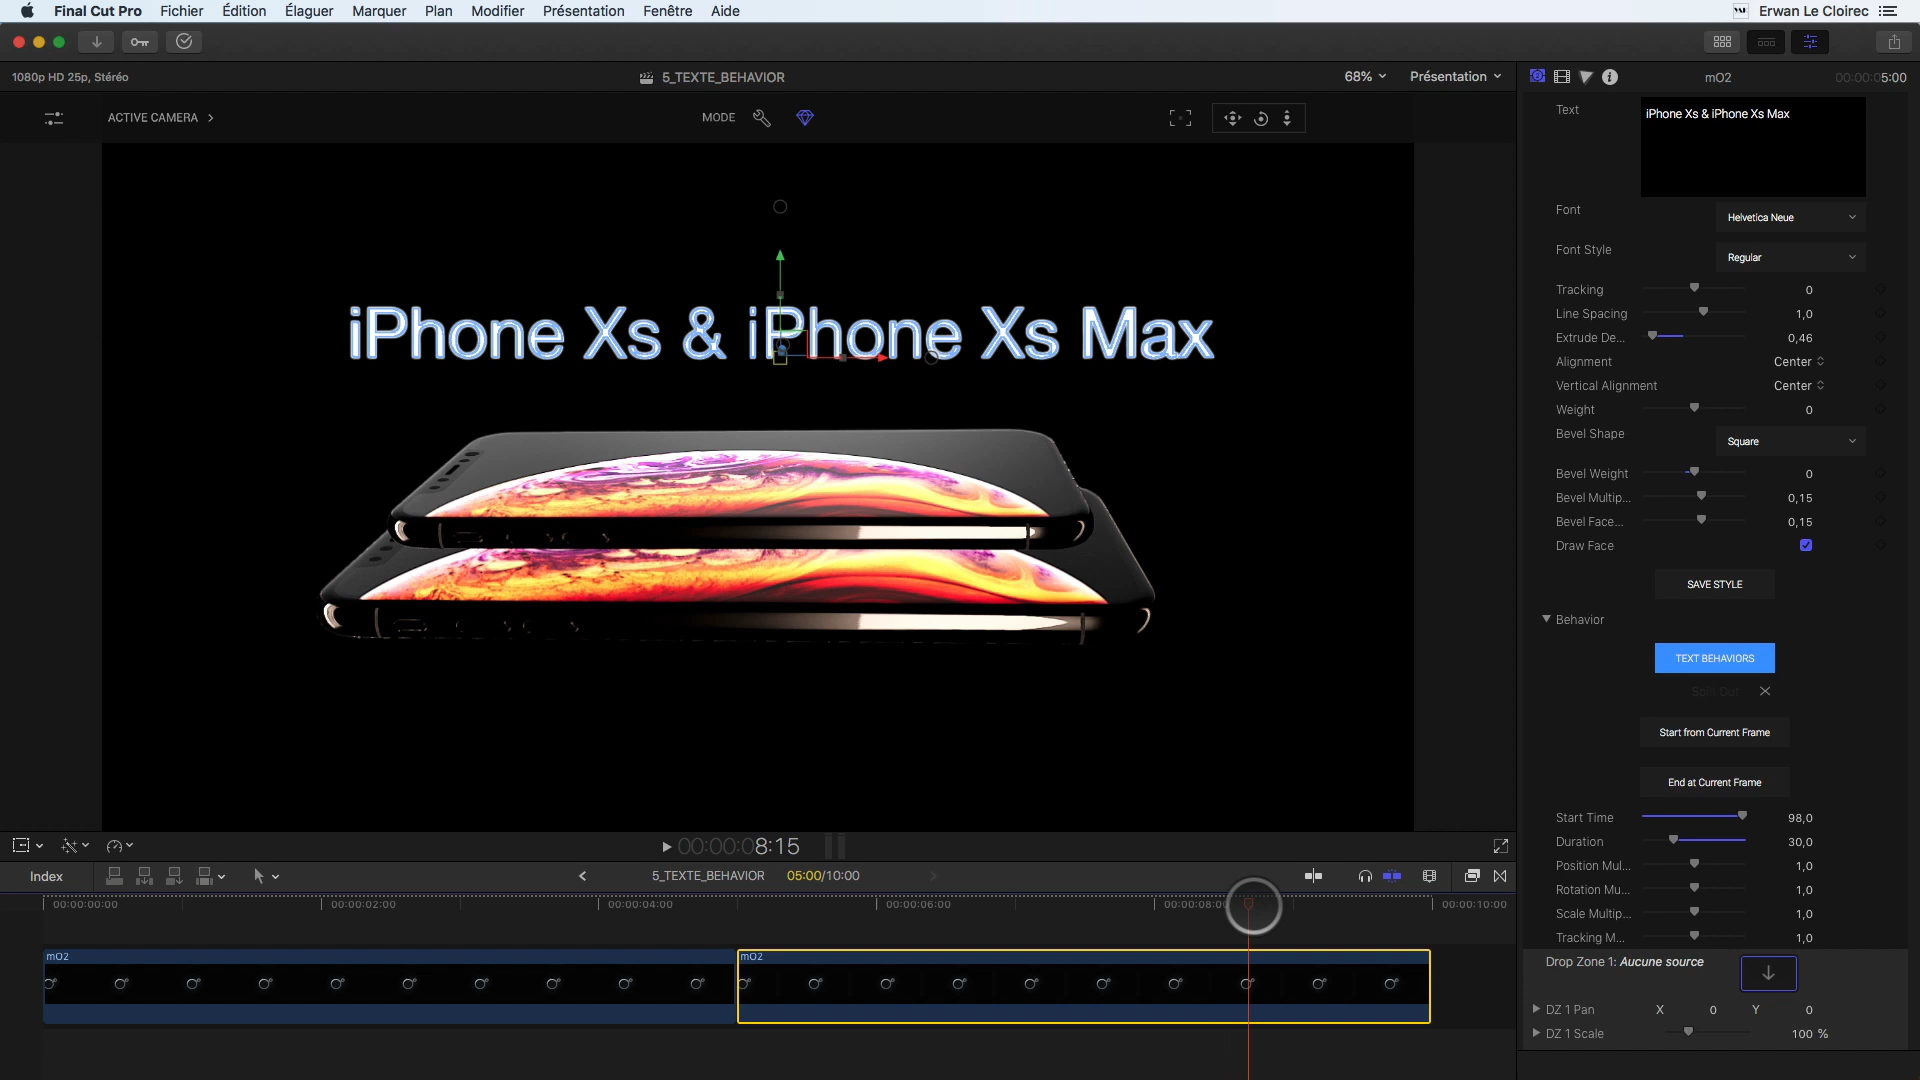 Final Cut Pro Fichier Édition Élaguer Marquer Plan Modifier Présentation Fenêtre Aide Erwan Le Cloirec
1080p HD 25p, Stéréo 5_TEXTE_BEHAVIOR 68% Présentation mO2 00:00:05:00
ACTIVE CAMERA MODE
Text iPhone Xs & iPhone Xs Max
Font Helvetica Neue
Font Style Regular
Tracking 0
Line Spacing 1,0
Extrude De... 0,46
Alignment Center
Vertical Alignment Center
Weight 0
Bevel Shape Square
Bevel Weight 0
Bevel Multip... 0,15
Bevel Face... 0,15
Draw Face
SAVE STYLE
Behavior
TEXT BEHAVIORS
Spin Out
Start from Current Frame
End at Current Frame
Start Time 98,0
Duration 30,0
Position Mul... 1,0
Rotation Mu... 1,0
Scale Multip... 1,0
Tracking M... 1,0
Drop Zone 1: Aucune source
DZ 1 Pan X 0 Y 0
DZ 1 Scale 100 %
iPhone Xs & iPhone Xs Max
00:00:08:15
Index 5_TEXTE_BEHAVIOR 05:00/10:00
00:00:00:00 00:00:02:00 00:00:04:00 00:00:06:00 00:00:08: 00:00:10:00
mO2 mO2